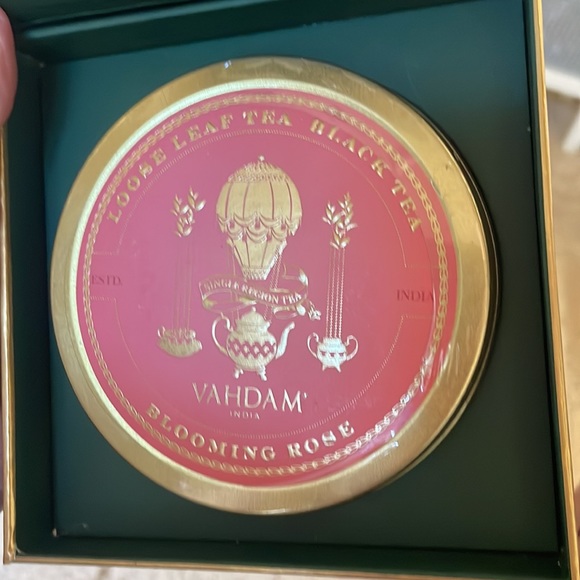 LOOSE LEAF TEA BLACK TEA
ESTD.
INDIA
SINGLE REGION TEA
VAHDAM®
INDIA
BLOOMING ROSE